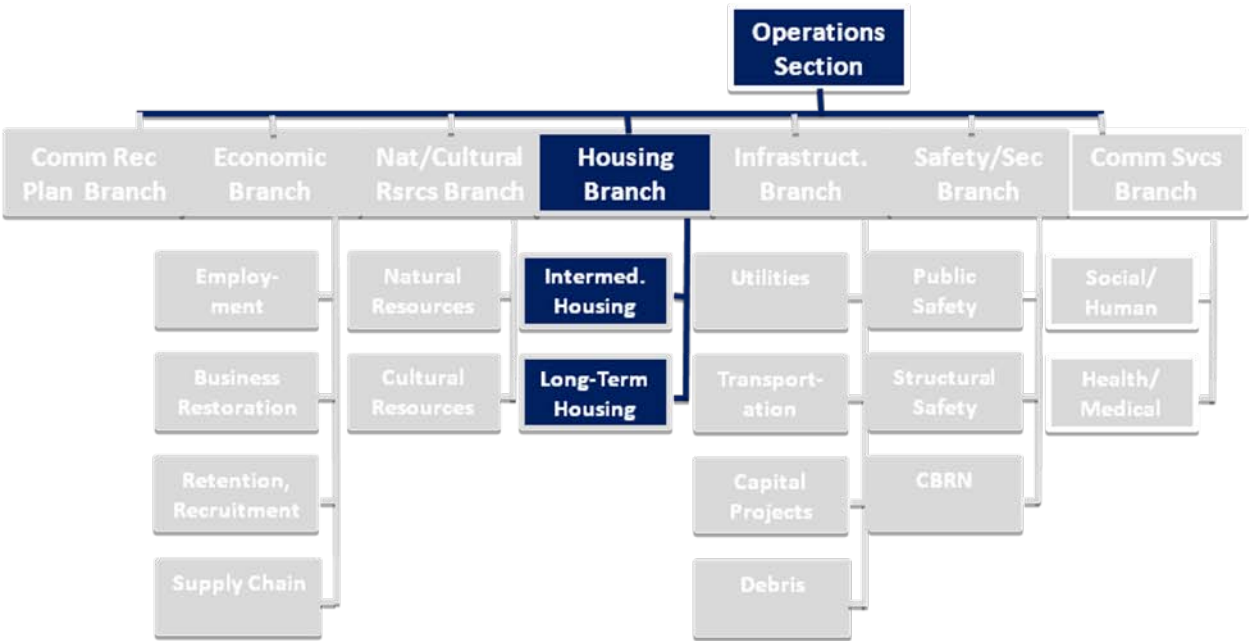 Operations
Section
Comm Rec
Plan Branch
Economic
Branch
Nat/Cultural
Rsrcs Branch
Housing
Branch
Infrastruct.
Branch
Safety/Sec
Branch
Comm Svcs
Branch
Employ-
ment
Business
Restoration
Retention,
Recruitment
Supply Chain
Natural
Resources
Cultural
Resources
Intermed.
Housing
Long-Term
Housing
Utilities
Transport-
ation
Capital
Projects
Debris
Public
Safety
Structural
Safety
CBRN
Social/
Human
Health/
Medical